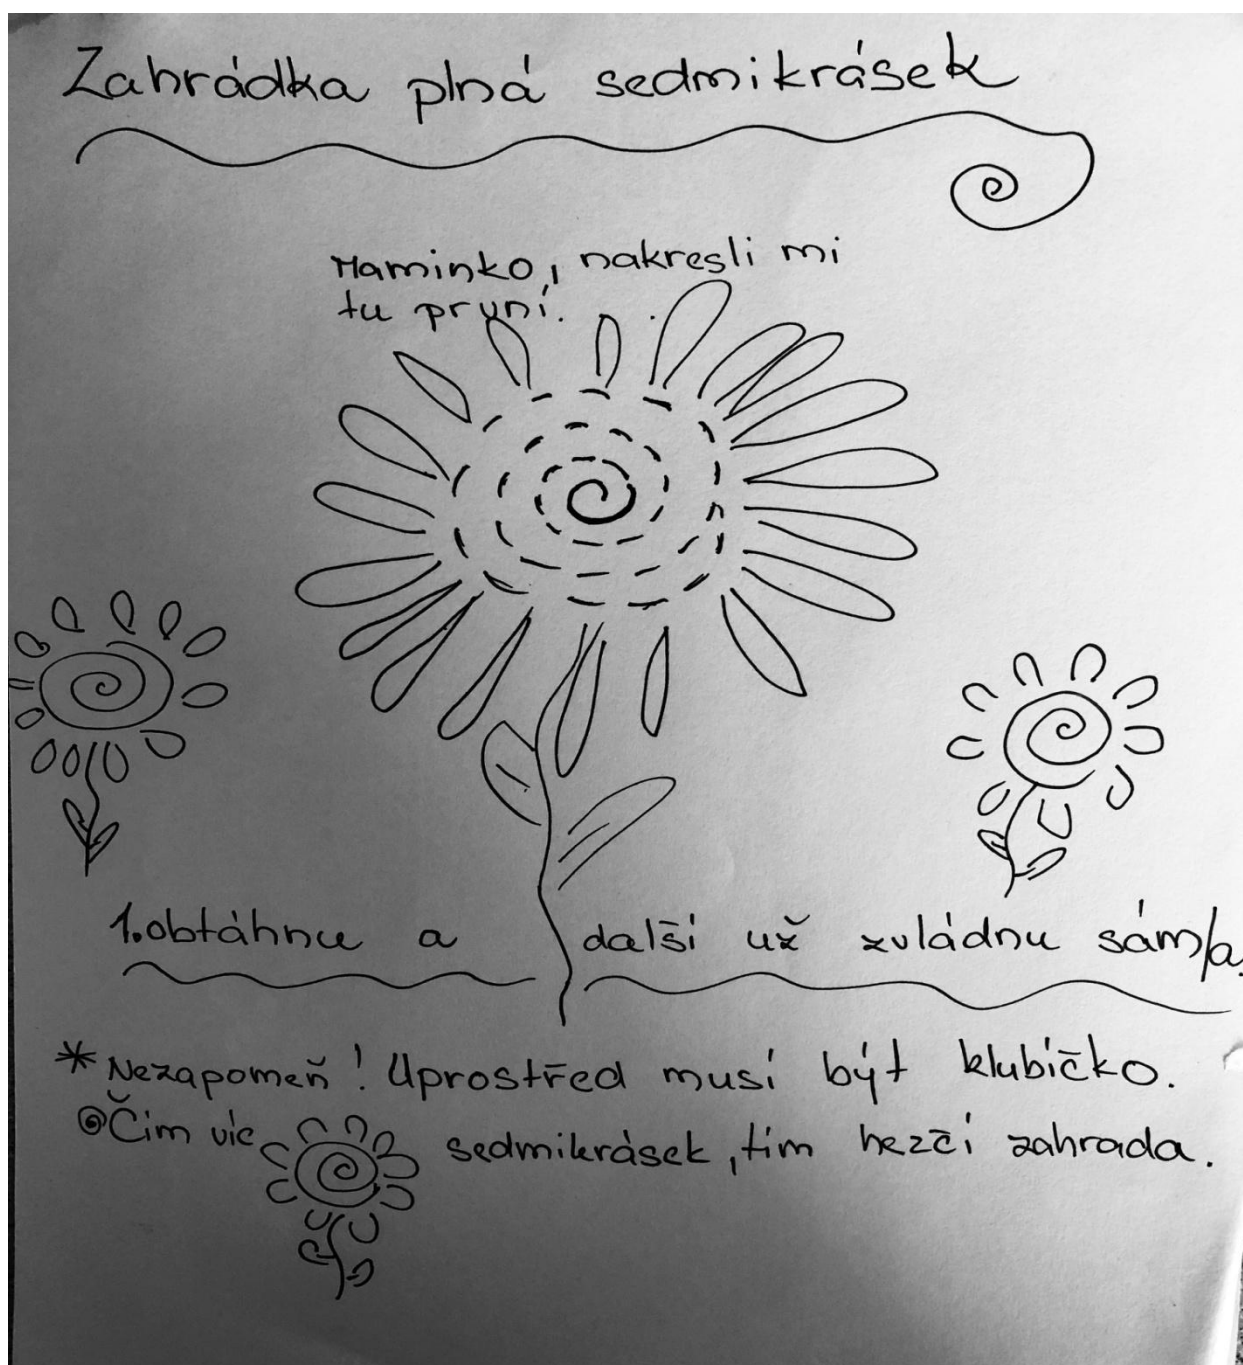 Zahrádka plná sedmikrásek
Maminko, nakresli mi
tu první.
1. obtáhnu a další už zvládnu sám/a.
* Nezapomeň! Uprostřed musí být klubíčko.
Čím víc sedmikrásek, tím hezčí zahrada.